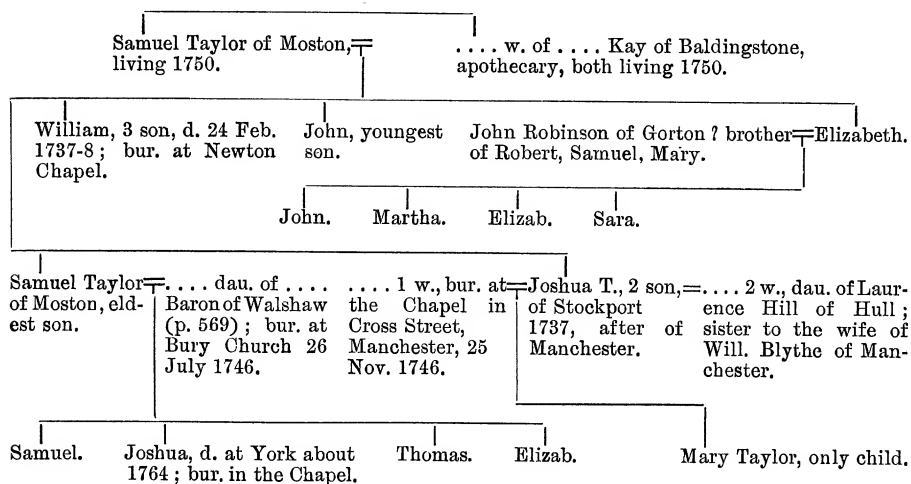 Samuel Taylor of Moston,
living 1750.
. . . . w. of . . . . Kay of Baldingstone,
apothecary, both living 1750.
William, 3 son, d. 24 Feb.
1737-8 ; bur. at Newton
Chapel.
John, youngest
son.
John Robinson of Gorton ? brother
of Robert, Samuel, Mary.
Elizabeth.
John.
Martha.
Elizab.
Sara.
Samuel Taylor
of Moston, eld-
est son.
. . . . dau. of . . . .
Baron of Walshaw
(p. 569) ; bur. at
Bury Church 26
July 1746.
. . . . 1 w., bur. at
the Chapel in
Cross Street,
Manchester, 25
Nov. 1746.
Joshua T., 2 son,
of Stockport
1737, after of
Manchester.
. . . . 2 w., dau. of Laur-
ence Hill of Hull ;
sister to the wife of
Will. Blythe of Man-
chester.
Samuel.
Joshua, d. at York about
1764 ; bur. in the Chapel.
Thomas.
Elizab.
Mary Taylor, only child.